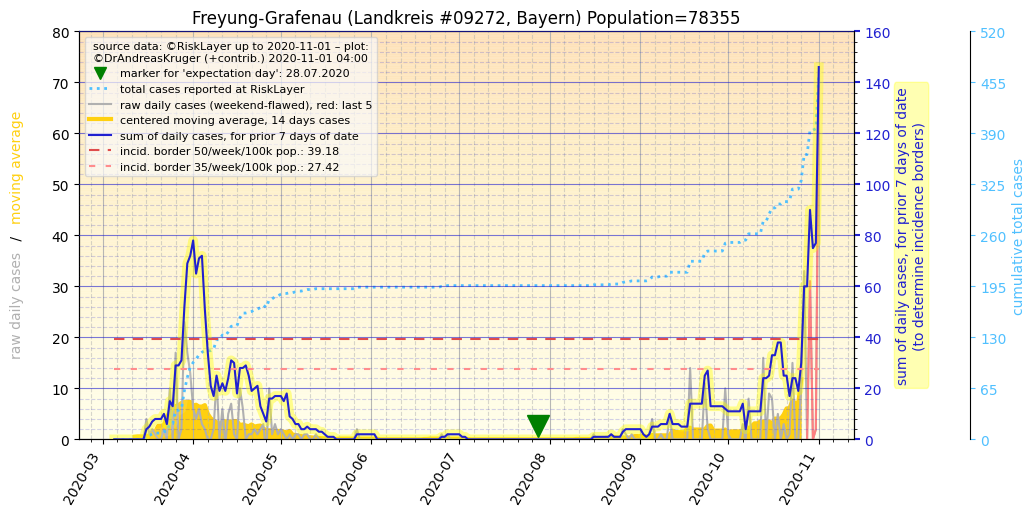 Freyung-Grafenau (Landkreis #09272, Bayern) Population=78355
source data: ©RiskLayer up to 2020-11-01 – plot:
©DrAndreasKruger (+contrib.) 2020-11-01 04:00
marker for 'expectation day': 28.07.2020
total cases reported at RiskLayer
raw daily cases (weekend-flawed), red: last 5
centered moving average, 14 days cases
sum of daily cases, for prior 7 days of date
incid. border 50/week/100k pop.: 39.18
incid. border 35/week/100k pop.: 27.42
raw daily cases / moving average
80
70
60
50
40
30
20
10
0
2020-03
2020-04
2020-05
2020-06
2020-07
2020-08
2020-09
2020-10
2020-11
160
140
120
100
80
60
40
20
0
sum of daily cases, for prior 7 days of date
(to determine incidence borders)
520
455
390
325
260
195
130
65
0
cumulative total cases